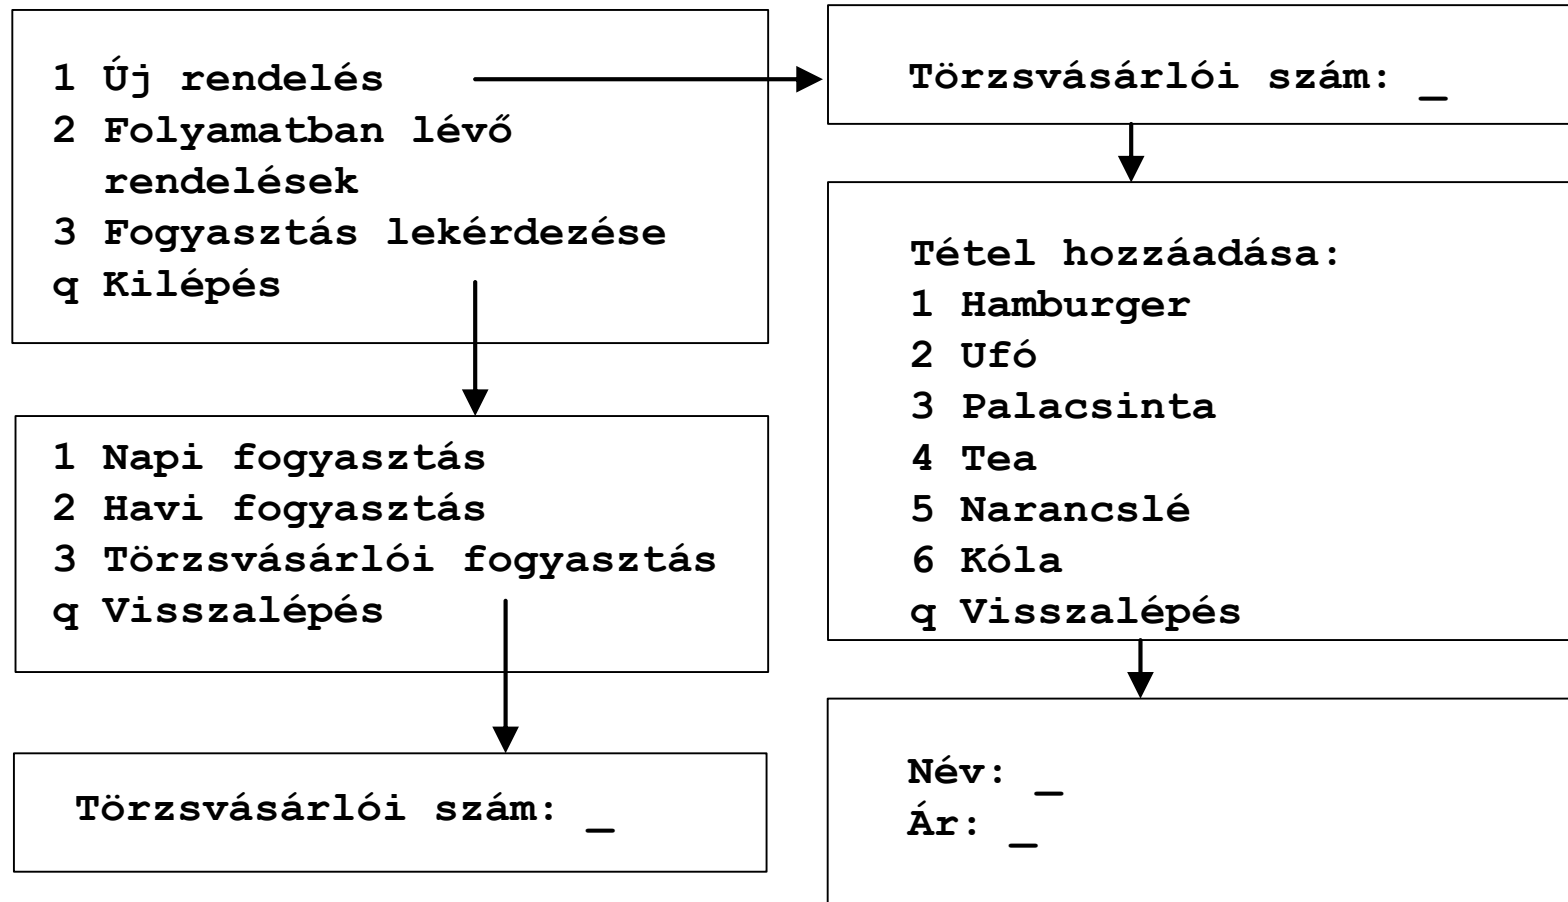 1 Új rendelés
2 Folyamatban lévő
rendelések
3 Fogyasztás lekérdezése
q Kilépés
1 Napi fogyasztás
2 Havi fogyasztás
3 Törzsvásárlói fogyasztás
q Visszalépés
Törzsvásárlói szám: _
Törzsvásárlói szám: _
Tétel hozzáadása:
1 Hamburger
2 Ufó
3 Palacsinta
4 Tea
5 Narancslé
6 Kóla
q Visszalépés
Név: _
Ár: _